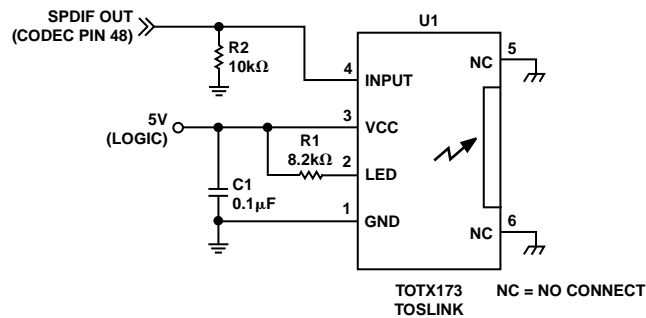 SPDIF OUT
(CODEC PIN 48)
R2
10kΩ
U1
4
INPUT
NC
5
5V
(LOGIC)
3
VCC
R1
8.2kΩ
2
LED
C1
0.1μF
1
GND
NC
6
TOTX173
TOSLINK
NC = NO CONNECT